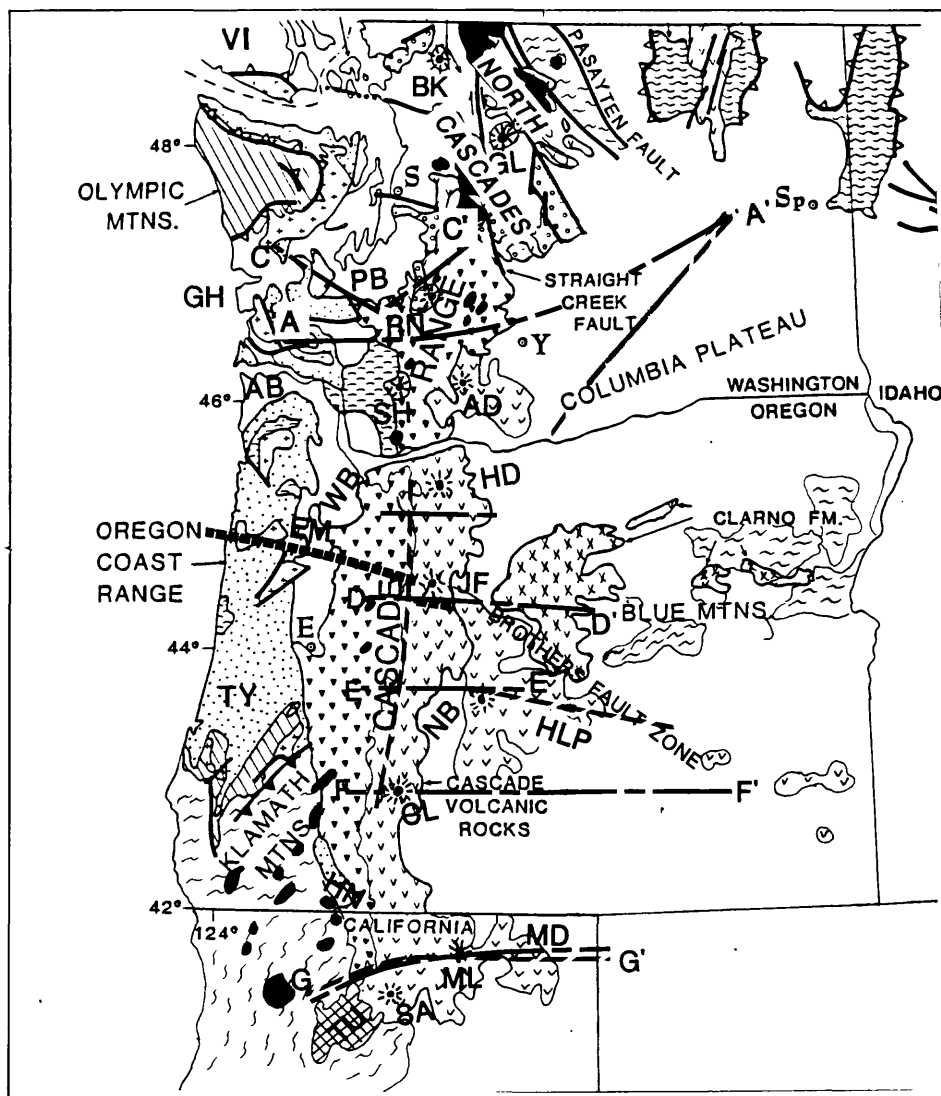 VI
BK
NORTH
CASCADES
PASAYTEN FAULT
48°
GL
OLYMPIC
MTNS.
S
Sp
A'
C
C'
PB
STRAIGHT
CREEK
FAULT
GH
A
RN
RANGE
Y
COLUMBIA PLATEAU
46°
AB
SH
AD
WASHINGTON
OREGON
IDAHO
WB
HD
CLARNO FM.
OREGON
COAST
RANGE
EM
JF
D
D'
BLUE MTNS
BROTHERS FAULT ZONE
CASCADE
E
44°
TY
E
E'
NB
HLP
F
F'
CL
CASCADE
VOLCANIC
ROCKS
KLAMATH
MTNS
HM
42°
124°
CALIFORNIA
MD
G
G'
ML
SA